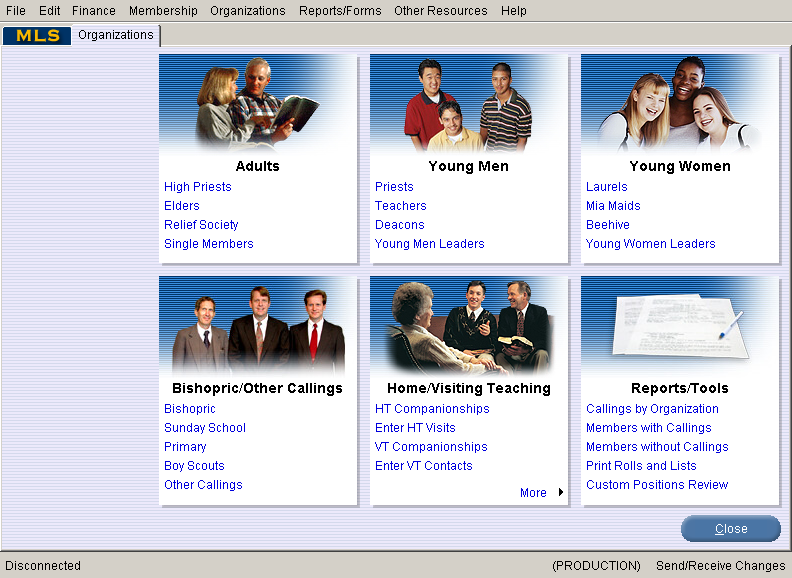 File Edit Finance Membership Organizations Reports/Forms Other Resources Help
MLS Organizations
Adults
High Priests
Elders
Relief Society
Single Members
Young Men
Priests
Teachers
Deacons
Young Men Leaders
Young Women
Laurels
Mia Maids
Beehive
Young Women Leaders
Bishopric/Other Callings
Bishopric
Sunday School
Primary
Boy Scouts
Other Callings
Home/Visiting Teaching
HT Companionships
Enter HT Visits
VT Companionships
Enter VT Contacts
More
Reports/Tools
Callings by Organization
Members with Callings
Members without Callings
Print Rolls and Lists
Custom Positions Review
Close
Disconnected (PRODUCTION) Send/Receive Changes